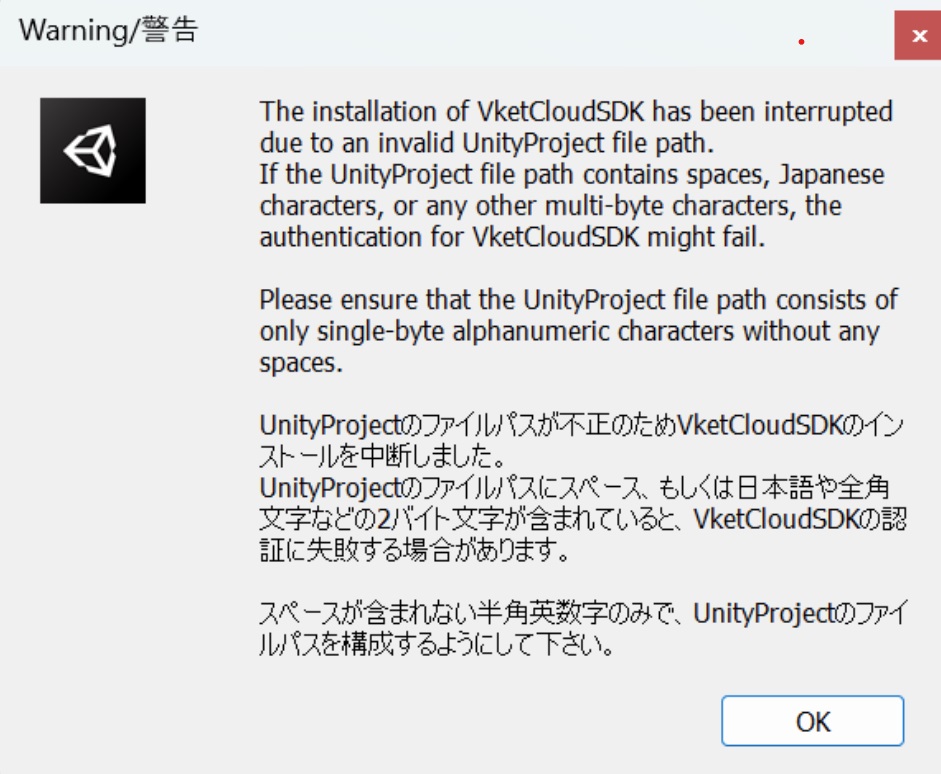 Warning/警告
The installation of VketCloudSDK has been interrupted
due to an invalid UnityProject file path.
If the UnityProject file path contains spaces, Japanese
characters, or any other multi-byte characters, the
authentication for VketCloudSDK might fail.
Please ensure that the UnityProject file path consists of
only single-byte alphanumeric characters without any
spaces.
UnityProjectのファイルパスが不正のためVketCloudSDKのイン
ストールを中断しました。
UnityProjectのファイルパスにスペース、もしくは日本語や全角
文字などの2バイト文字が含まれていると、VketCloudSDKの認
証に失敗する場合があります。
スペースが含まれない半角英数字のみで、UnityProjectのファイ
ルパスを構成するようにして下さい。
OK